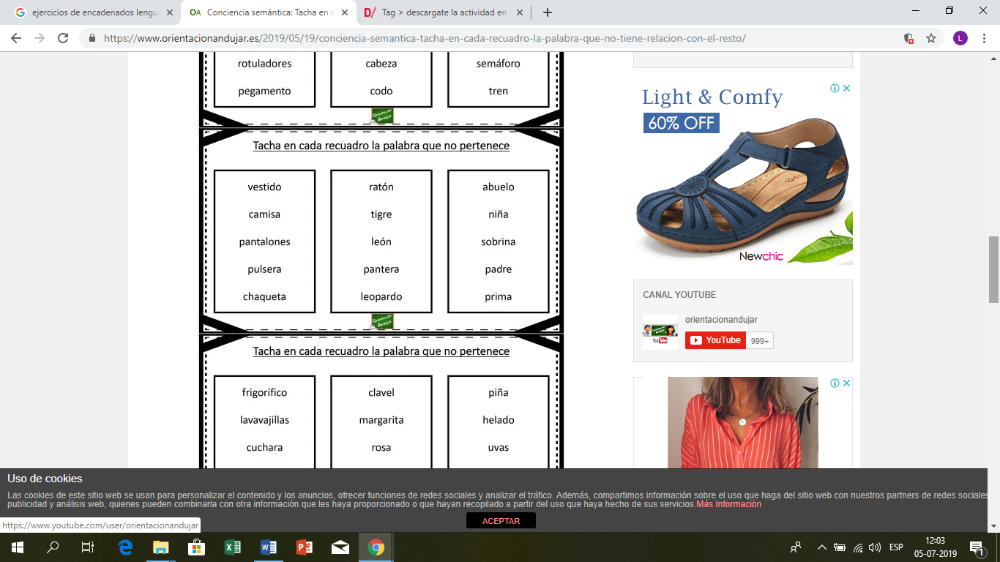 ejercicios de encadenados lengua
Conciencia semántica: Tacha en c
Tag > descargate la actividad en
https://www.orientacionandujar.es/2019/05/19/conciencia-semantica-tacha-en-cada-recuadro-la-palabra-que-no-tiene-relacion-con-el-resto/
L
rotuladores
cabeza
semáforo
pegamento
codo
tren
Tacha en cada recuadro la palabra que no pertenece
vestido
camisa
pantalones
pulsera
chaqueta
ratón
tigre
león
pantera
leopardo
abuelo
niña
sobrina
padre
prima
Tacha en cada recuadro la palabra que no pertenece
frigorífico
lavavajillas
cuchara
clavel
margarita
rosa
piña
helado
uvas
Light & Comfy
60% OFF
Newchic
CANAL YOUTUBE
orientacionandujar
YouTube 999+
Uso de cookies
Las cookies de este sitio web se usan para personalizar el contenido y los anuncios, ofrecer funciones de redes sociales y analizar el tráfico. Además, compartimos información sobre el uso que haga del sitio web con nuestros partners de redes sociales
publicidad y análisis web, quienes pueden combinarla con otra información que les haya proporcionado o que hayan recopilado a partir del uso que haya hecho de sus servicios.Más Información
ACEPTAR
https://www.youtube.com/user/orientacionandujar
ESP
12:03
05-07-2019
1